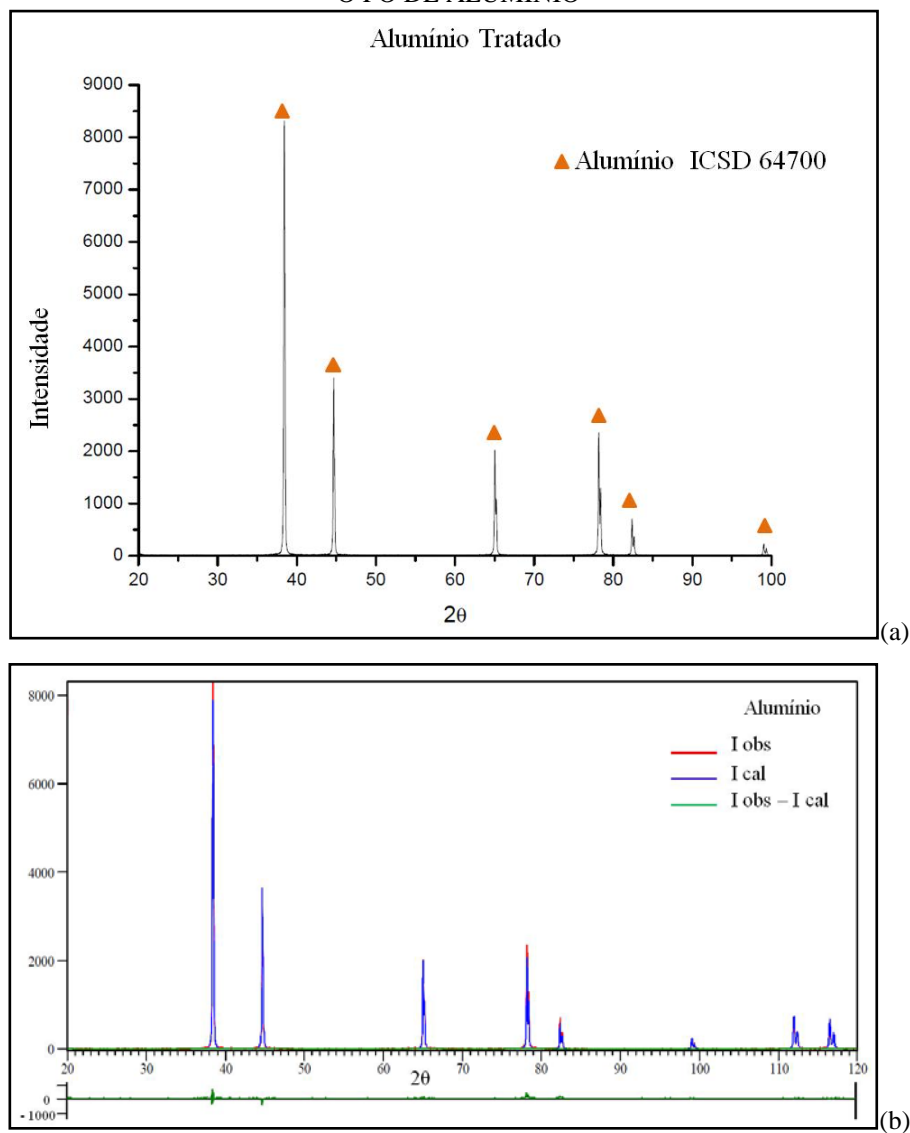 Alumínio Tratado
9000
8000
7000
6000
5000
4000
3000
2000
1000
0
Intensidade
Alumínio ICSD 64700
20 30 40 50 60 70 80 90 100
2θ
(a)
Alumínio
I obs
I cal
I obs – I cal
8000
6000
4000
2000
0
20 30 40 50 60 70 80 90 100 110 120
2θ
0
- 1000
(b)